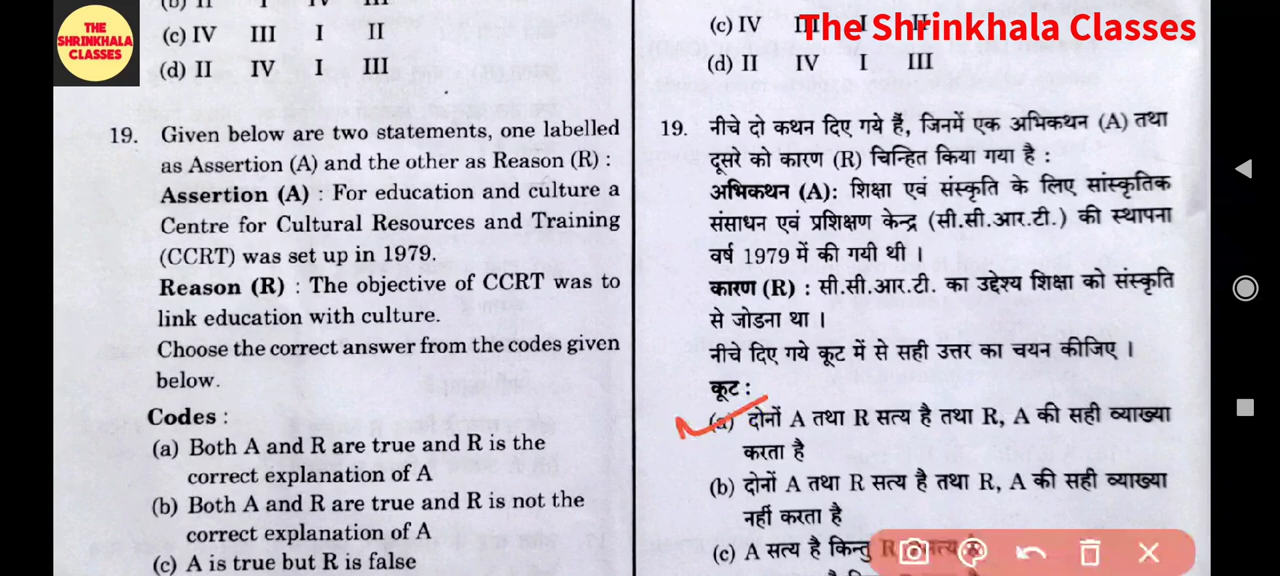 THE
SHRINKHALA
CLASSES
The Shrinkhala Classes
(b) II I IV III
(c) IV III I II
(d) II IV I III
19. Given below are two statements, one labelled
as Assertion (A) and the other as Reason (R) :
Assertion (A) : For education and culture a
Centre for Cultural Resources and Training
(CCRT) was set up in 1979.
Reason (R) : The objective of CCRT was to
link education with culture.
Choose the correct answer from the codes given
below.
Codes :
(a) Both A and R are true and R is the
correct explanation of A
(b) Both A and R are true and R is not the
correct explanation of A
(c) A is true but R is false
(c) IV III I II
(d) II IV I III
19. नीचे दो कथन दिए गये है, जिनमें एक अभिकथन (A) तथा
दूसरे को कारण (R) चिन्हित किया गया है :
अभिकथन (A): शिक्षा एवं संस्कृति के लिए सांस्कृतिक
संसाधन एवं प्रशिक्षण केन्द्र (सी.सी.आर.टी.) की स्थापना
वर्ष 1979 में की गयी थी ।
कारण (R) : सी.सी.आर.टी. का उद्देश्य शिक्षा को संस्कृति
से जोडना था ।
नीचे दिए गये कूट में से सही उत्तर का चयन कीजिए ।
कूट :
(a) दोनों A तथा R सत्य है तथा R, A की सही व्याख्या
करता है
(b) दोनों A तथा R सत्य है तथा R, A की सही व्याख्या
नहीं करता है
(c) A सत्य है किन्तु R